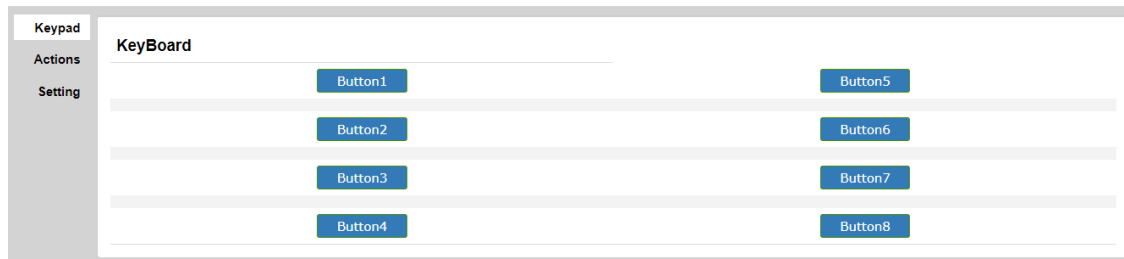 Keypad
Actions
Setting
KeyBoard
Button1 Button5
Button2 Button6
Button3 Button7
Button4 Button8